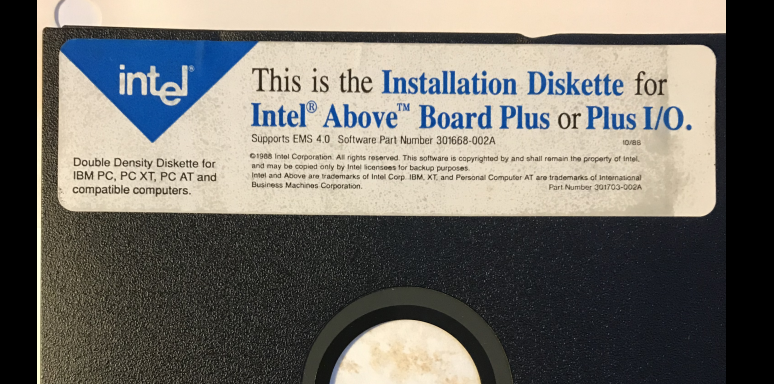 intel®
This is the Installation Diskette for
Intel® Above™ Board Plus or Plus I/O.
Supports EMS 4.0 Software Part Number 301668-002A
10/88
©1988 Intel Corporation. All rights reserved. This software is copyrighted by and shall remain the property of Intel,
and may be copied only by Intel licensees for backup purposes.
Intel and Above are trademarks of Intel Corp. IBM, XT, and Personal Computer AT are trademarks of International
Business Machines Corporation.
Part Number 301703-002A
Double Density Diskette for
IBM PC, PC XT, PC AT and
compatible computers.